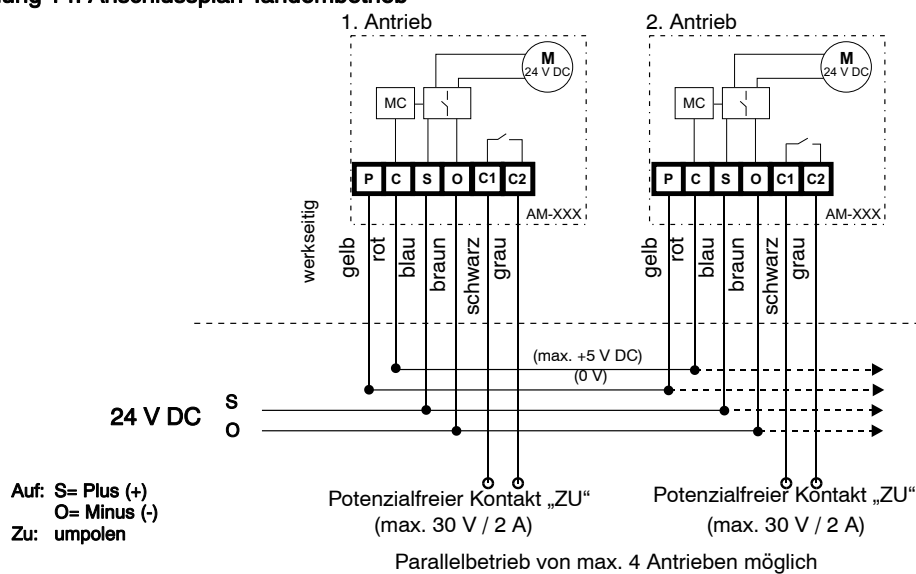 Anschlussplan Tandembetrieb
1. Antrieb
2. Antrieb
M
24 V DC
M
24 V DC
MC
MC
P C S O C1 C2
P C S O C1 C2
AM-XXX
AM-XXX
werkseitig
gelb
rot
blau
braun
schwarz
grau
gelb
rot
blau
braun
schwarz
grau
(max. +5 V DC)
(0 V)
24 V DC
S
O
Auf: S= Plus (+)
O= Minus (-)
Zu: umpolen
Potenzialfreier Kontakt „ZU“
(max. 30 V / 2 A)
Potenzialfreier Kontakt „ZU“
(max. 30 V / 2 A)
Parallelbetrieb von max. 4 Antrieben möglich